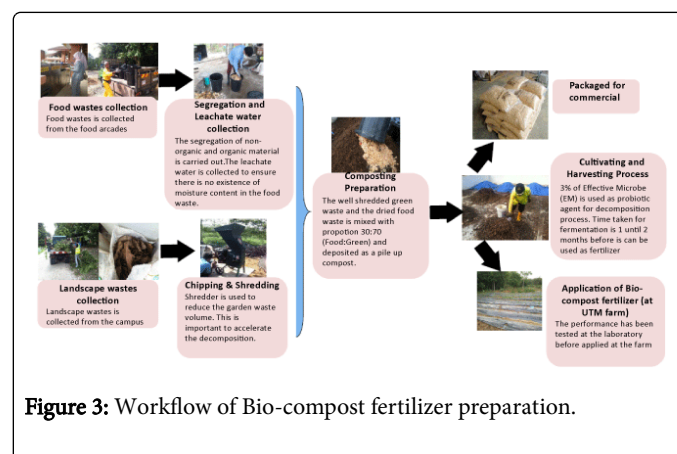 Food wastes collection
Food wastes is collected
from the food arcades
Segregation and
Leachate water
collection
The segregation of non-
organic and organic material
is carried out.The leachate
water is collected to ensure
there is no existence of
moisture content in the food
waste.
Landscape wastes
collection
Landscape wastes is
collected from the campus
Chipping & Shredding
Shredder is used to
reduce the garden waste
volume. This is
important to accelerate
the decomposition.
Composting
Preparation
The well shredded green
waste and the dried food
waste is mixed with
propotion 30:70
(Food:Green) and
deposited as a pile up
compost.
Packaged for
commercial
Cultivating and
Harvesting Process
3% of Effective Microbe
(EM) is used as probiotic
agent for decomposition
process. Time taken for
fermentation is 1 until 2
months before is can be
used as fertilizer
Application of Bio-
compost fertilizer (at
UTM farm)
The performance has been
tested at the laboratory
before applied at the farm
Figure 3: Workflow of Bio-compost fertilizer preparation.